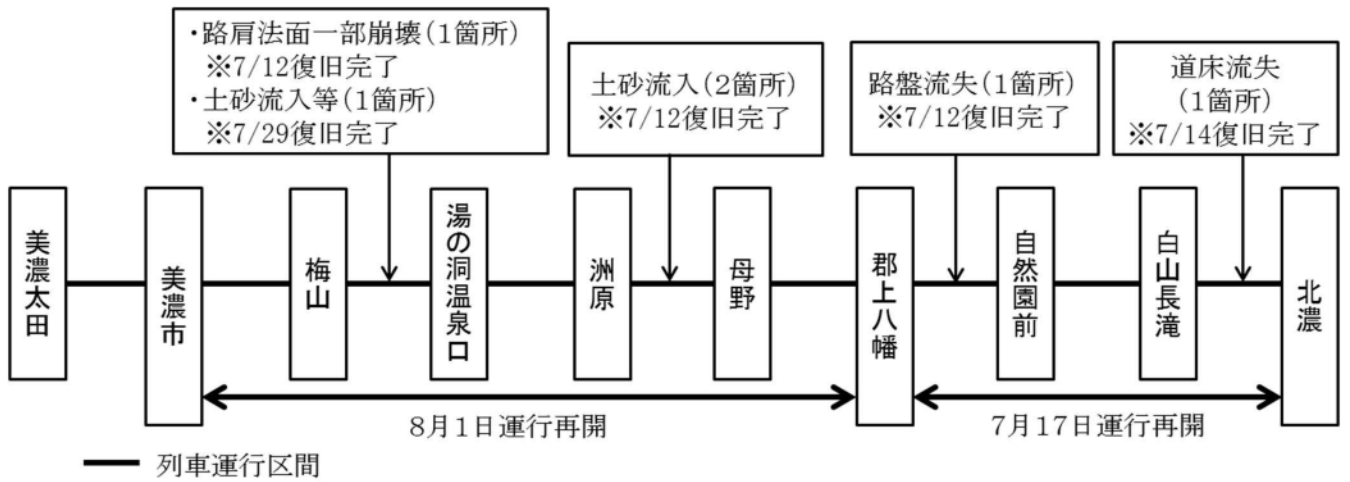 ・路肩法面一部崩壊(1箇所)
※7/12復旧完了
・土砂流入等(1箇所)
※7/29復旧完了
土砂流入(2箇所)
※7/12復旧完了
路盤流失(1箇所)
※7/12復旧完了
道床流失
(1箇所)
※7/14復旧完了
美濃太田
美濃市
梅山
湯の洞温泉口
洲原
母野
郡上八幡
自然園前
白山長滝
北濃
8月1日運行再開
7月17日運行再開
列車運行区間